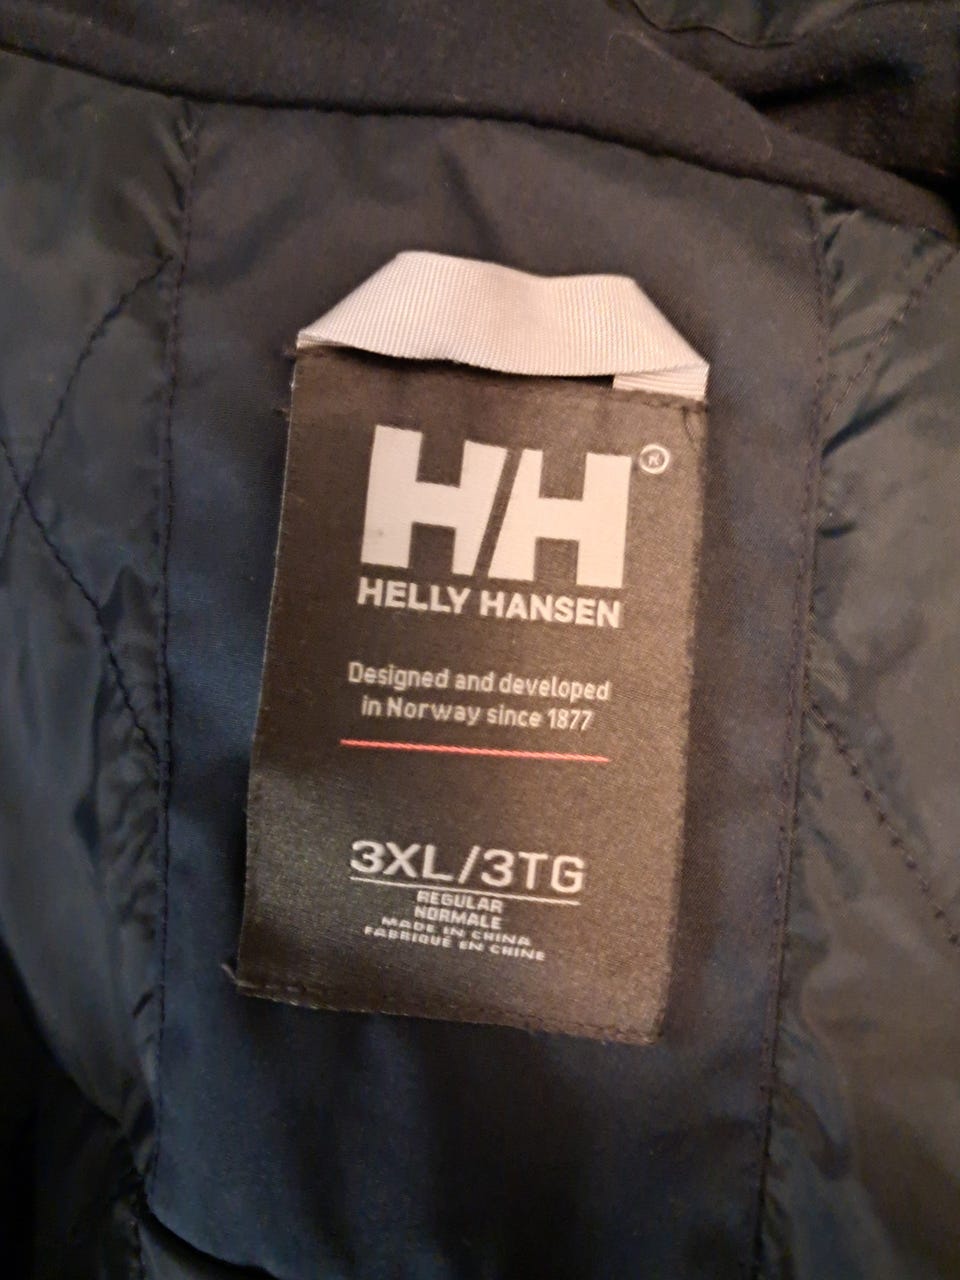 HH®
HELLY HANSEN
Designed and developed
in Norway since 1877
3XL/3TG
REGULAR
NORMALE
MADE IN CHINA
FABRIQUÉ EN CHINE